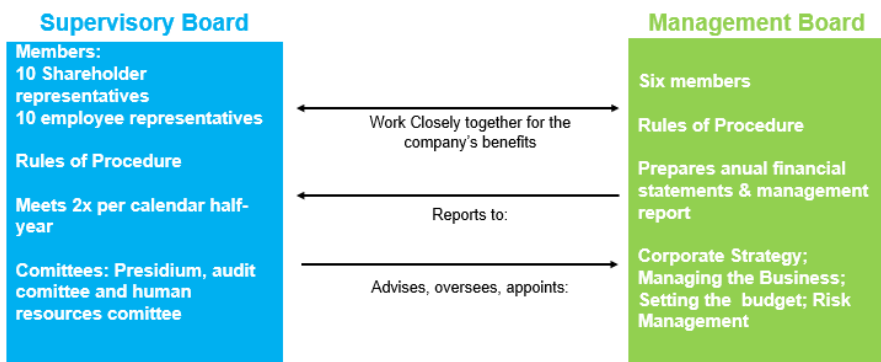 Supervisory Board
Members:
10 Shareholder
representatives
10 employee representatives
Rules of Procedure
Meets 2x per calendar half-
year
Comittees: Presidium, audit
comittee and human
resources comittee
Work Closely together for the
company’s benefits
Reports to:
Advises, oversees, appoints:
Management Board
Six members
Rules of Procedure
Prepares anual financial
statements & management
report
Corporate Strategy;
Managing the Business;
Setting the budget; Risk
Management